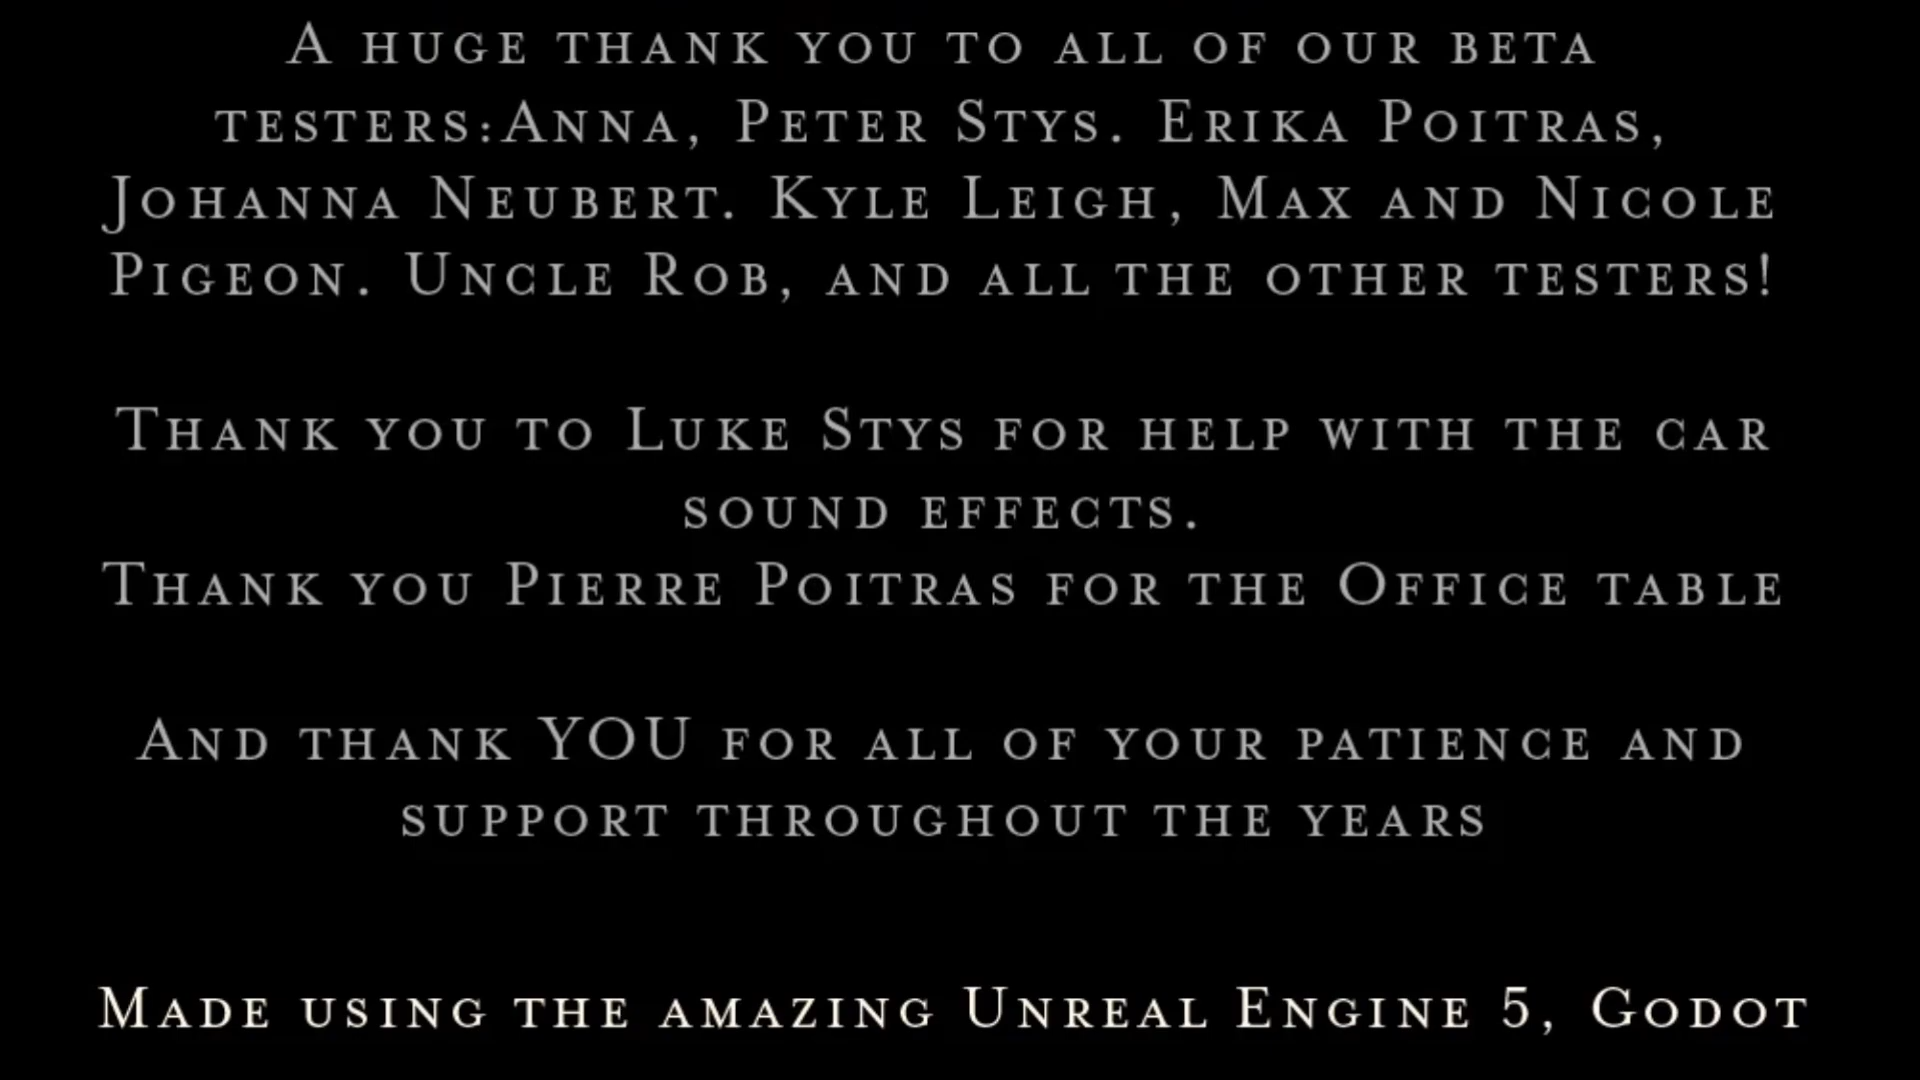 A huge thank you to all of our beta
testers:Anna, Peter Stys. Erika Poitras,
Johanna Neubert. Kyle Leigh, Max and Nicole
Pigeon. Uncle Rob, and all the other testers!
Thank you to Luke Stys for help with the car
sound effects.
Thank you Pierre Poitras for the Office table
And thank YOU for all of your patience and
support throughout the years
Made using the amazing Unreal Engine 5, Godot